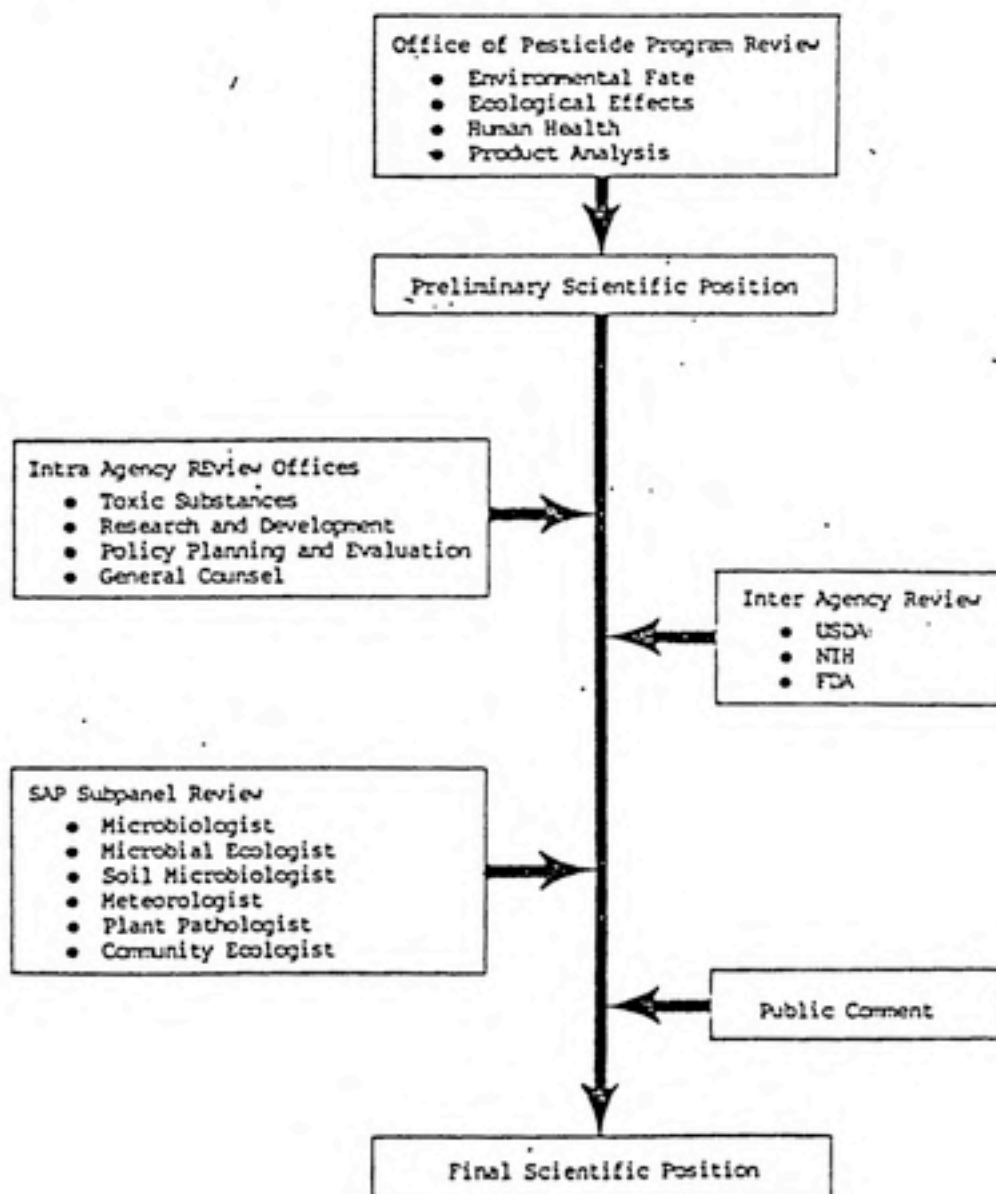 Office of Pesticide Program Review
● Environmental Fate
● Ecological Effects
● Human Health
● Product Analysis
Preliminary Scientific Position
Intra Agency REview Offices
● Toxic Substances
● Research and Development
● Policy Planning and Evaluation
● General Counsel
Inter Agency Review
● USDA
● NIH
● FDA
SAP Subpanel Review
● Microbiologist
● Microbial Ecologist
● Soil Microbiologist
● Meteorologist
● Plant Pathologist
● Community Ecologist
Public Comment
Final Scientific Position